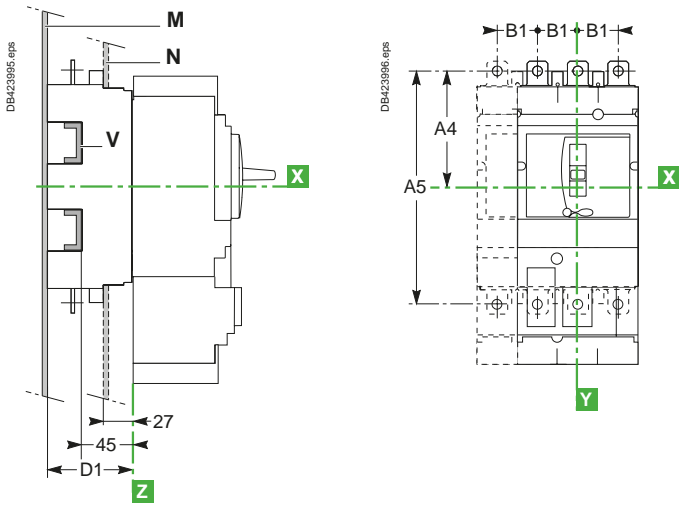 DB423995.eps
M
N
V
X
27
45
D1
Z
DB423996.eps
B1 B1 B1
A4
A5
X
Y